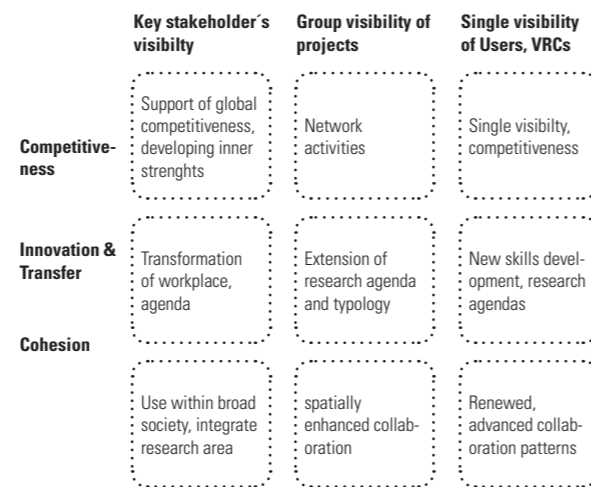 Key stakeholder´s
visibilty
Group visibility of
projects
Single visibility
of Users, VRCs
Competitive-
ness
Support of global
competitiveness,
developing inner
strenghts
Network
activities
Single visibilty,
competitiveness
Innovation &
Transfer
Transformation
of workplace,
agenda
Extension of
research agenda
and typology
New skills devel-
opment, research
agendas
Cohesion
Use within broad
society, integrate
research area
spatially
enhanced collab-
oration
Renewed,
advanced collab-
oration patterns